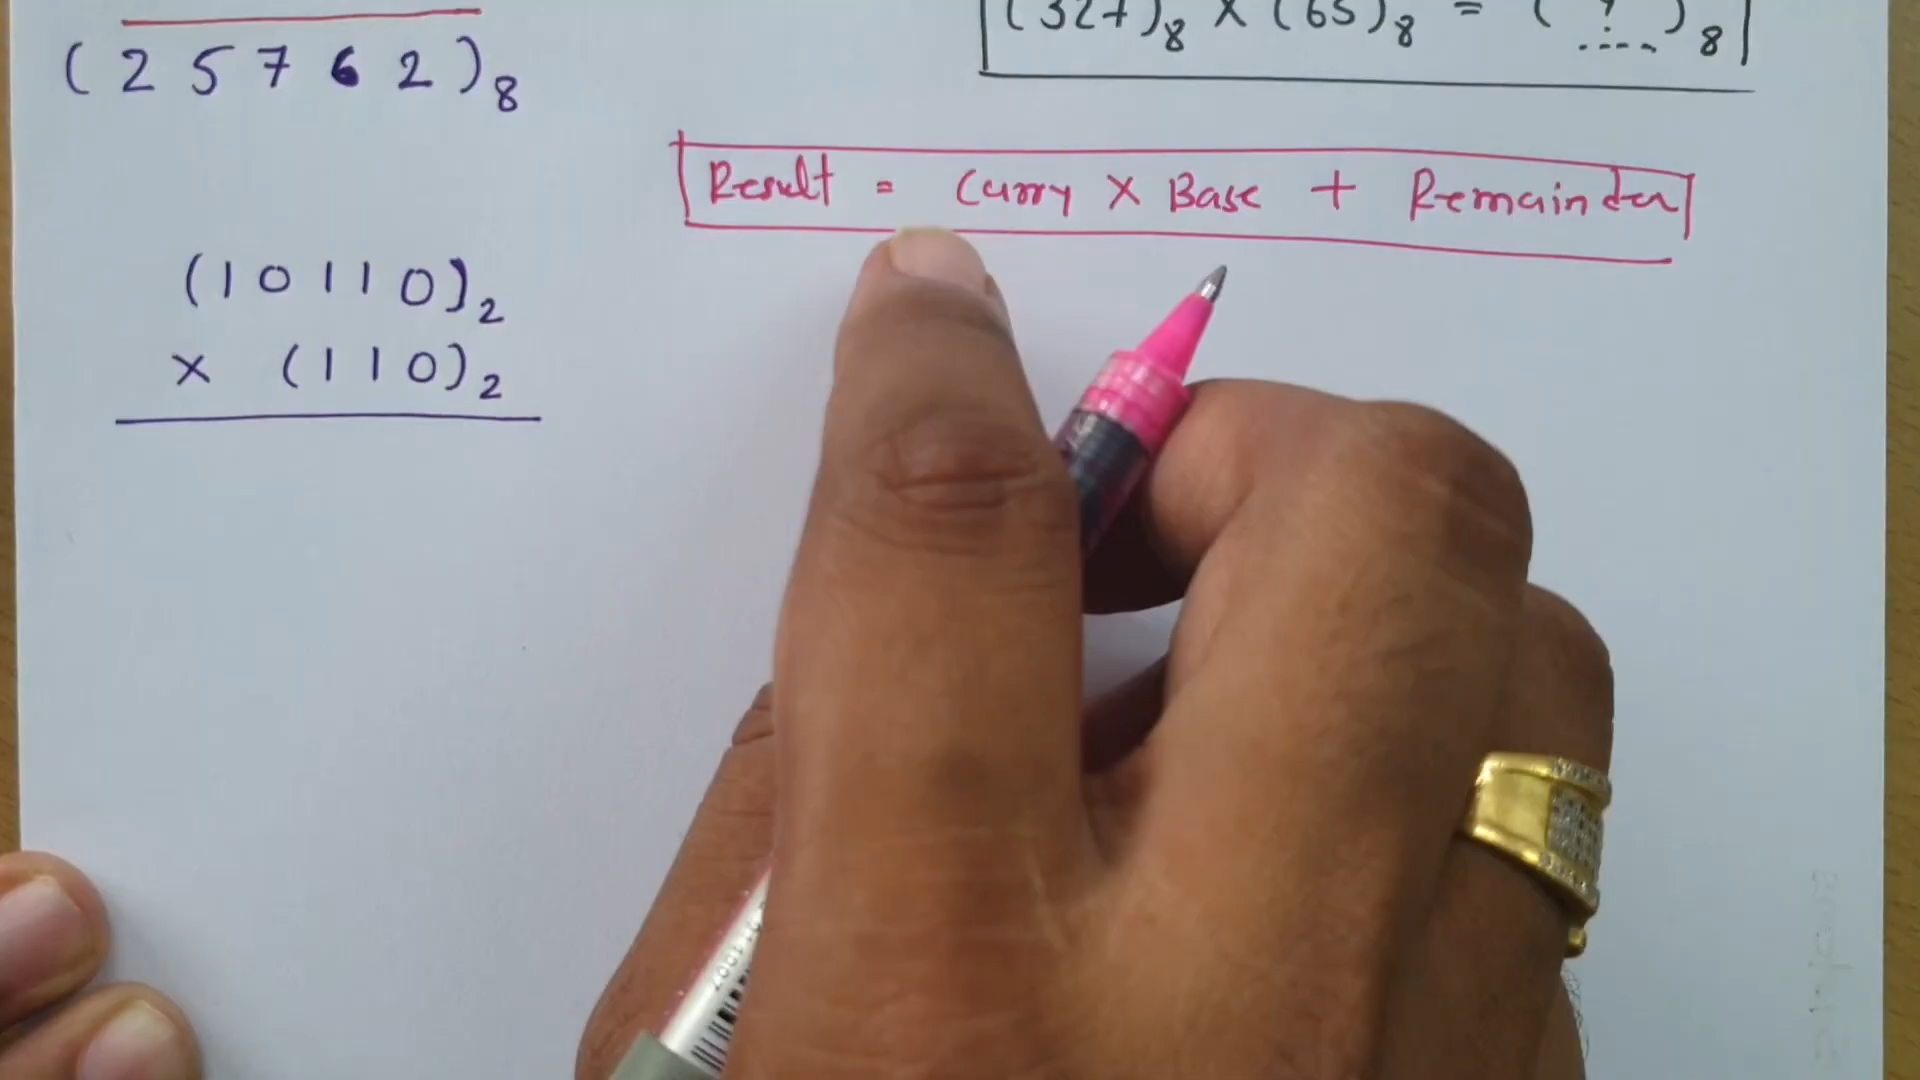 (327)8 X (65)8 = (?)8
(25762)8
Result = Carry X Base + Remainder
(10110)2
x (110)2